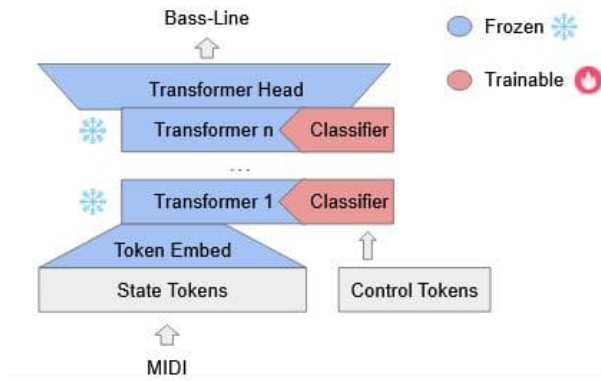 Bass-Line
Frozen
Trainable
Transformer Head
Transformer n Classifier
...
Transformer 1 Classifier
Token Embed
State Tokens Control Tokens
MIDI